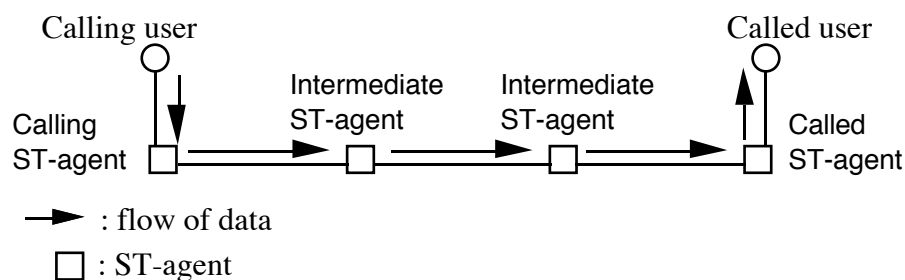 Calling user
Called user
Intermediate
ST-agent
Intermediate
ST-agent
Calling
ST-agent
Called
ST-agent
: flow of data
: ST-agent